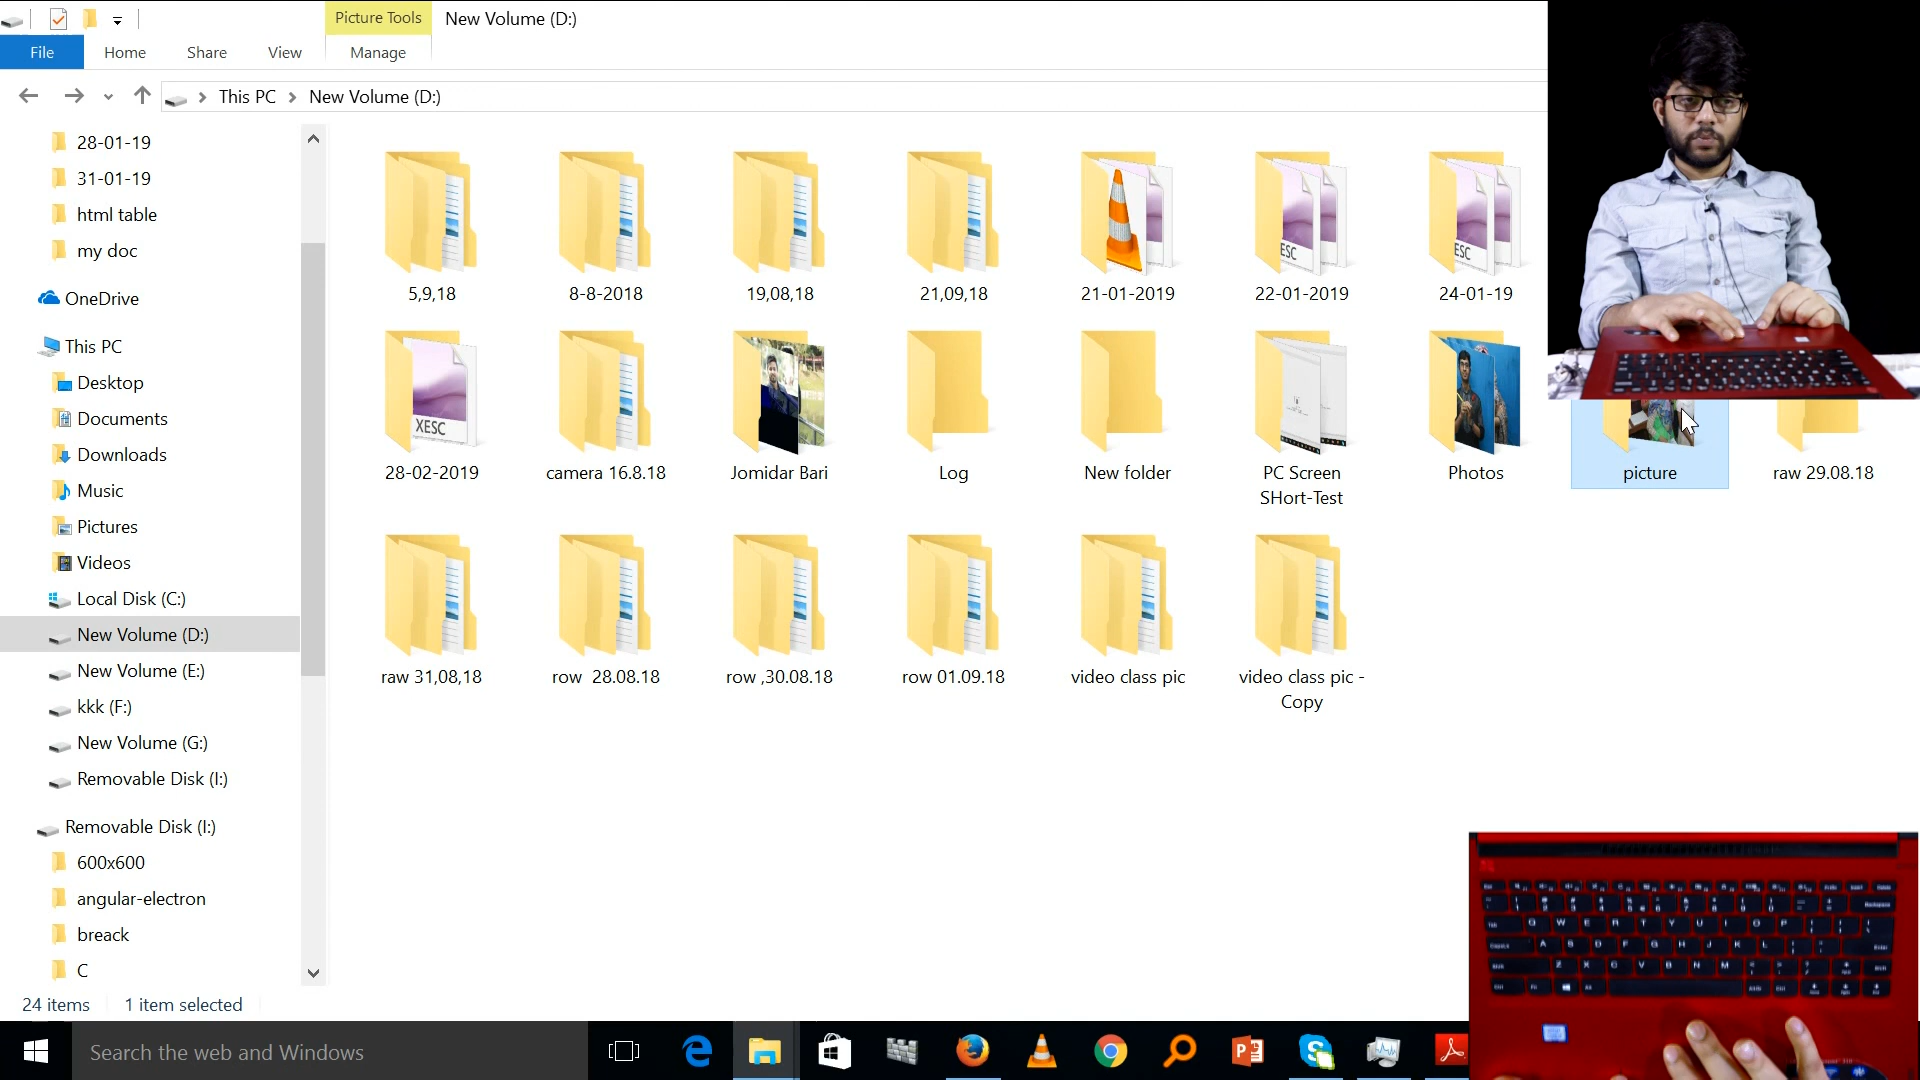 Picture Tools
New Volume (D:)
File
Home
Share
View
Manage
This PC
New Volume (D:)
28-01-19
31-01-19
html table
my doc
OneDrive
This PC
Desktop
Documents
Downloads
Music
Pictures
Videos
Local Disk (C:)
New Volume (D:)
New Volume (E:)
kkk (F:)
New Volume (G:)
Removable Disk (I:)
Removable Disk (I:)
600x600
angular-electron
breack
C
5,9,18
8-8-2018
19,08,18
21,09,18
21-01-2019
ESC
22-01-2019
ESC
24-01-19
XESC
28-02-2019
camera 16.8.18
Jomidar Bari
Log
New folder
PC Screen
SHort-Test
Photos
picture
raw 29.08.18
raw 31,08,18
row 28.08.18
row ,30.08.18
row 01.09.18
video class pic
video class pic -
Copy
24 items
1 item selected
Search the web and Windows
Q W E R T Y U I O P
A S D F G H J K L
Z X C V B N M